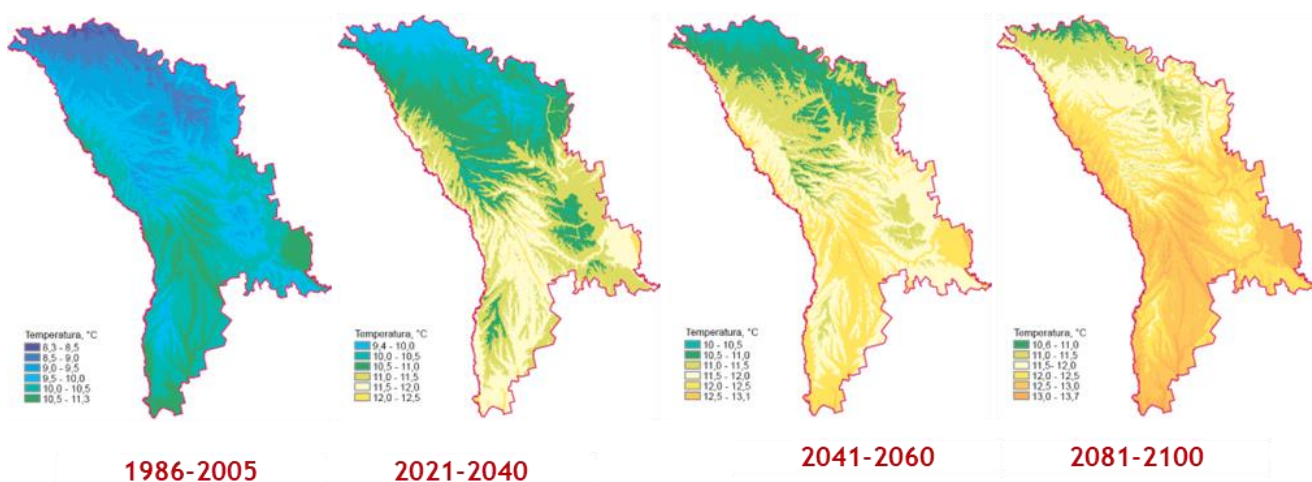 Temperatura, °C
8,3 - 8,5
8,5 - 9,0
9,0 - 9,5
9,5 - 10,0
10,0 - 10,5
10,5 - 11,3
1986-2005
Temperatura, °C
9,4 - 10,0
10,0 - 10,5
10,5 - 11,0
11,0 - 11,5
11,5 - 12,0
12,0 - 12,5
2021-2040
Temperatura, °C
10 - 10,5
10,5 - 11,0
11,0 - 11,5
11,5 - 12,0
12,0 - 12,5
12,5 - 13,1
2041-2060
Temperatura, °C
10,6 - 11,0
11,0 - 11,5
11,5- 12,0
12,0 - 12,5
12,5 - 13,0
13,0 - 13,7
2081-2100